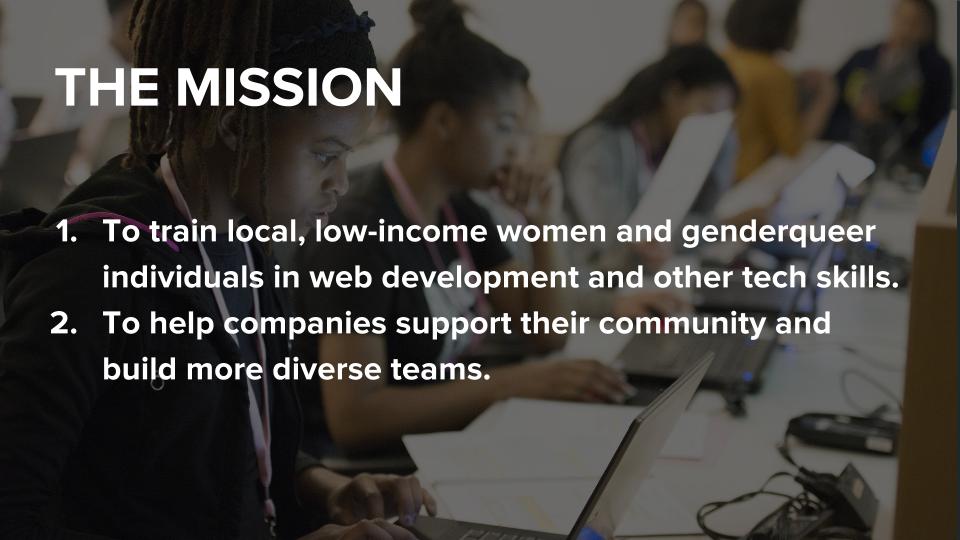 THE MISSION
1. To train local, low-income women and genderqueer
individuals in web development and other tech skills.
2. To help companies support their community and
build more diverse teams.